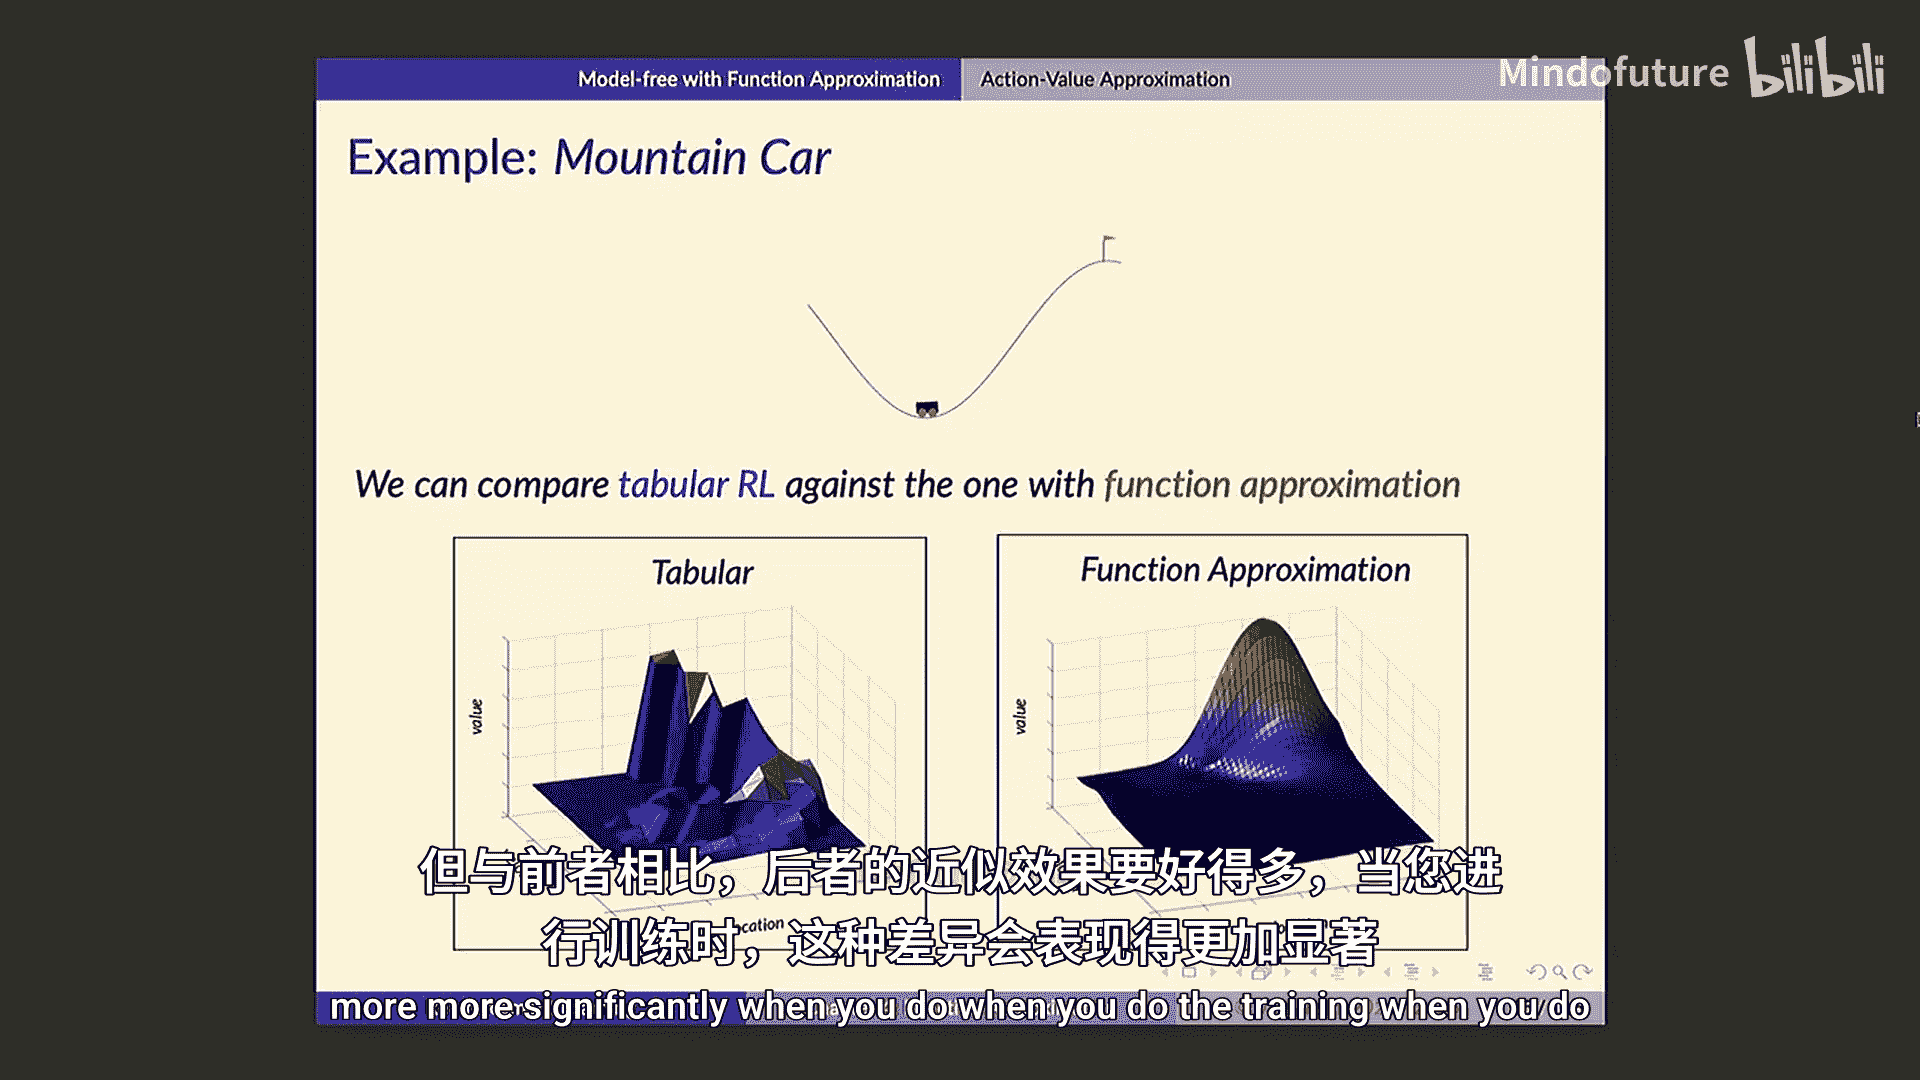 Model-free with Function Approximation
Action-Value Approximation
Mindofuture bilibili
Example: Mountain Car
We can compare tabular RL against the one with function approximation
Tabular
value
Function Approximation
value
但与前者相比，后者的近似效果要好得多，当您进
行训练时，这种差异会表现得更加显著
more more significantly when you do when you do the training when you do